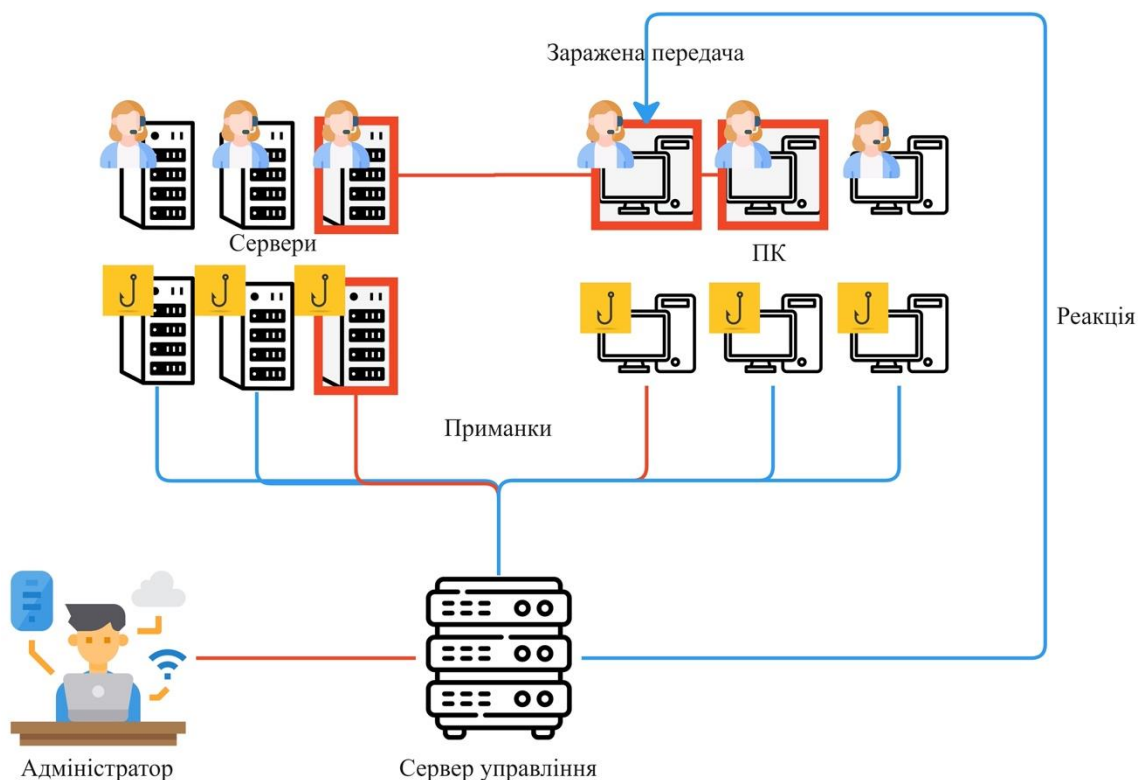 Заражена передача
Сервери
ПК
Реакція
Приманки
Адміністратор
Сервер управління